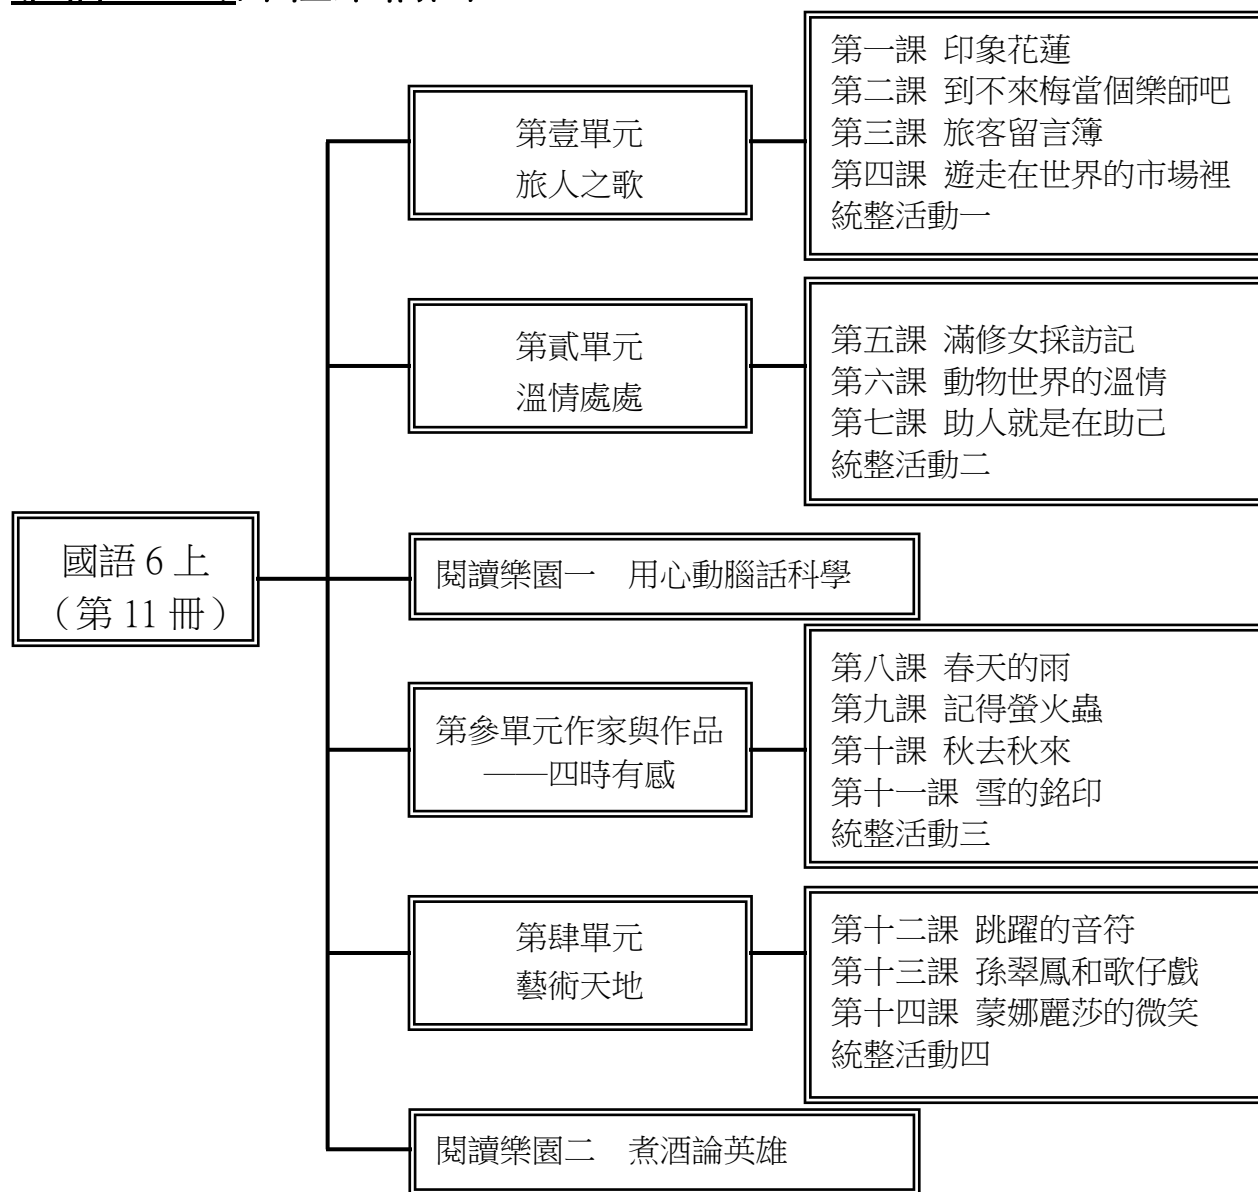 國語 6 上
（第 11 冊）
第壹單元
旅人之歌
第一課 印象花蓮
第二課 到不來梅當個樂師吧
第三課 旅客留言簿
第四課 遊走在世界的市場裡
統整活動一
第貳單元
溫情處處
第五課 滿修女採訪記
第六課 動物世界的溫情
第七課 助人就是在助己
統整活動二
閱讀樂園一　用心動腦話科學
第參單元作家與作品
——四時有感
第八課 春天的雨
第九課 記得螢火蟲
第十課 秋去秋來
第十一課 雪的銘印
統整活動三
第肆單元
藝術天地
第十二課 跳躍的音符
第十三課 孫翠鳳和歌仔戲
第十四課 蒙娜麗莎的微笑
統整活動四
閱讀樂園二　煮酒論英雄